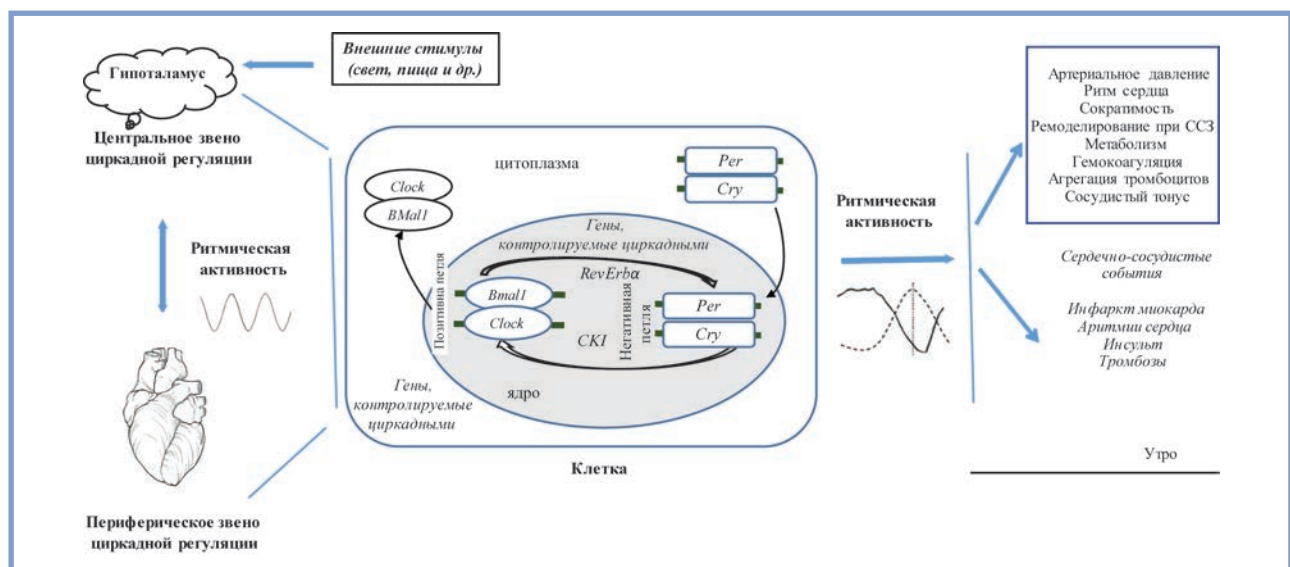 Внешние стимулы
(свет, пища и др.)
Гипоталамус
Центральное звено
циркадной регуляции
Ритмическая
активность
Периферическое звено
циркадной регуляции
цитоплазма
Clock
BMal1
Per
Cry
Гены,
контролируемые циркадными
RevErbα
Позитивна петля
Bmal1
Clock
CKI
Негативная
петля
Per
Cry
ядро
Гены,
контролируемые
циркадными
Клетка
Ритмическая
активность
Артериальное давление
Ритм сердца
Сократимость
Ремоделирование при ССЗ
Метаболизм
Гемокоагуляция
Агрегация тромбоцитов
Сосудистый тонус
Сердечно-сосудистые
события
Инфаркт миокарда
Аритмии сердца
Инсульт
Тромбозы
Утро